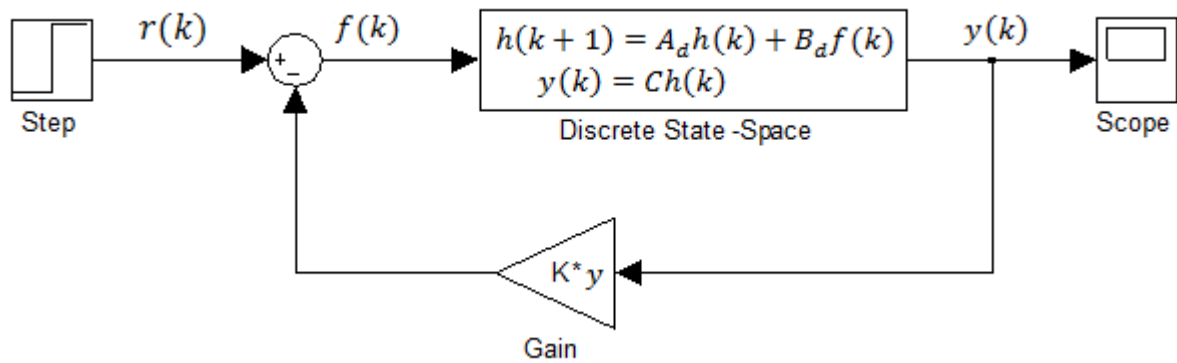 r(k)
f(k)
+
−
h(k + 1) = A_d h(k) + B_d f(k)
y(k) = Ch(k)
y(k)
Step
Discrete State -Space
Scope
K* y
Gain